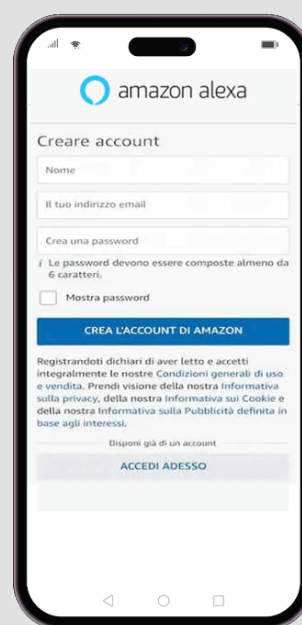 amazon alexa
Creare account
Nome
Il tuo indirizzo email
Crea una password
i Le password devono essere composte almeno da
6 caratteri.
Mostra password
CREA L'ACCOUNT DI AMAZON
Registrandoti dichiari di aver letto e accetti
integralmente le nostre Condizioni generali di uso
e vendita. Prendi visione della nostra Informativa
sulla privacy, della nostra Informativa sui Cookie e
della nostra Informativa sulla Pubblicità definita in
base agli interessi.
Disponi già di un account
ACCEDI ADESSO